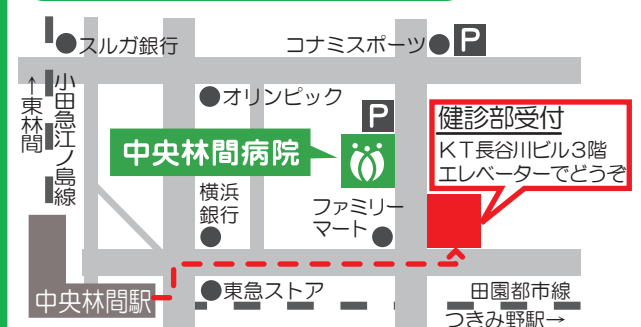 スルガ銀行
コナミスポーツ
P
←東林間
小田急江ノ島線
オリンピック
P
健診部受付
KT長谷川ビル3階
エレベーターでどうぞ
中央林間病院
横浜
銀行
ファミリー
マート
中央林間駅
東急ストア
田園都市線
つきみ野駅→